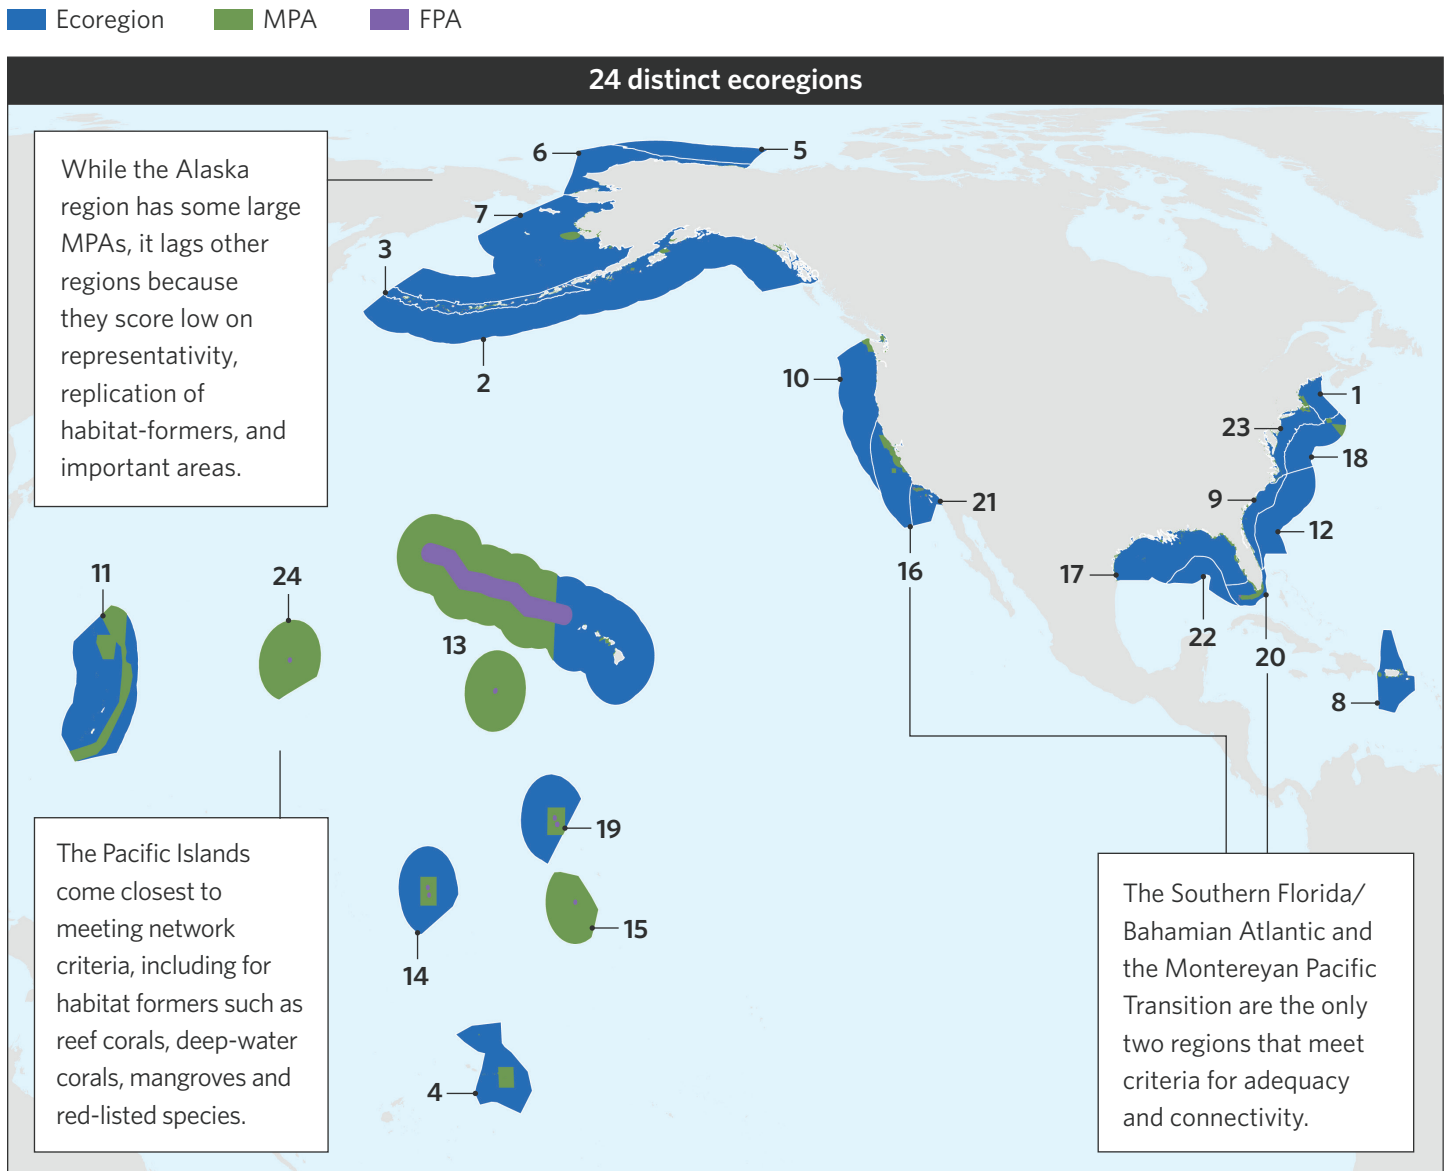 Ecoregion MPA FPA
24 distinct ecoregions
While the Alaska
region has some large
MPAs, it lags other
regions because
they score low on
representativity,
replication of
habitat-formers, and
important areas.
6
5
7
3
2
10
1
23
18
9
21
12
16
17
22
20
8
11
24
13
19
15
14
4
The Pacific Islands
come closest to
meeting network
criteria, including for
habitat formers such as
reef corals, deep-water
corals, mangroves and
red-listed species.
The Southern Florida/
Bahamian Atlantic and
the Montereyan Pacific
Transition are the only
two regions that meet
criteria for adequacy
and connectivity.